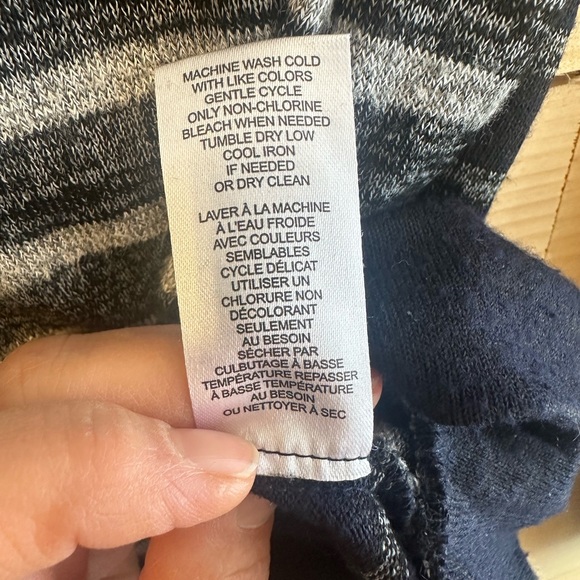 MACHINE WASH COLD
WITH LIKE COLORS
GENTLE CYCLE
ONLY NON-CHLORINE
BLEACH WHEN NEEDED
TUMBLE DRY LOW
COOL IRON
IF NEEDED
OR DRY CLEAN
LAVER À LA MACHINE
À L'EAU FROIDE
AVEC COULEURS
SEMBLABLES
CYCLE DÉLICAT
UTILISER UN
CHLORURE NON
DÉCOLORANT
SEULEMENT
AU BESOIN
SÉCHER PAR
CULBUTAGE À BASSE
TEMPÉRATURE REPASSER
À BASSE TEMPÉRATURE
AU BESOIN
OU NETTOYER À SEC